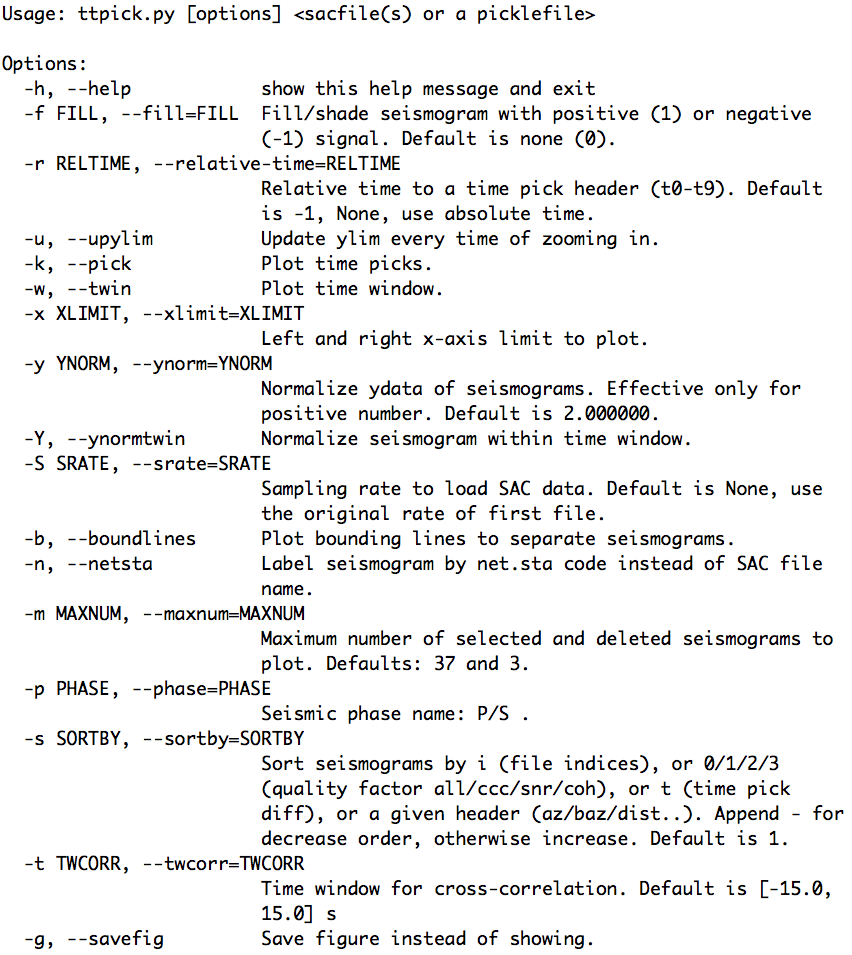 Usage: ttpick.py [options] <sacfile(s) or a picklefile>
Options:
-h, --help show this help message and exit
-f FILL, --fill=FILL Fill/shade seismogram with positive (1) or negative
(-1) signal. Default is none (0).
-r RELTIME, --relative-time=RELTIME
Relative time to a time pick header (t0-t9). Default
is -1, None, use absolute time.
-u, --upylim Update ylim every time of zooming in.
-k, --pick Plot time picks.
-w, --twin Plot time window.
-x XLIMIT, --xlimit=XLIMIT
Left and right x-axis limit to plot.
-y YNORM, --ynorm=YNORM
Normalize ydata of seismograms. Effective only for
positive number. Default is 2.000000.
-Y, --ynormtwin Normalize seismogram within time window.
-S SRATE, --srate=SRATE
Sampling rate to load SAC data. Default is None, use
the original rate of first file.
-b, --boundlines Plot bounding lines to separate seismograms.
-n, --netsta Label seismogram by net.sta code instead of SAC file
name.
-m MAXNUM, --maxnum=MAXNUM
Maximum number of selected and deleted seismograms to
plot. Defaults: 37 and 3.
-p PHASE, --phase=PHASE
Seismic phase name: P/S .
-s SORTBY, --sortby=SORTBY
Sort seismograms by i (file indices), or 0/1/2/3
(quality factor all/ccc/snr/coh), or t (time pick
diff), or a given header (az/baz/dist..). Append - for
decrease order, otherwise increase. Default is 1.
-t TWCORR, --twcorr=TWCORR
Time window for cross-correlation. Default is [-15.0,
15.0] s
-g, --savefig Save figure instead of showing.